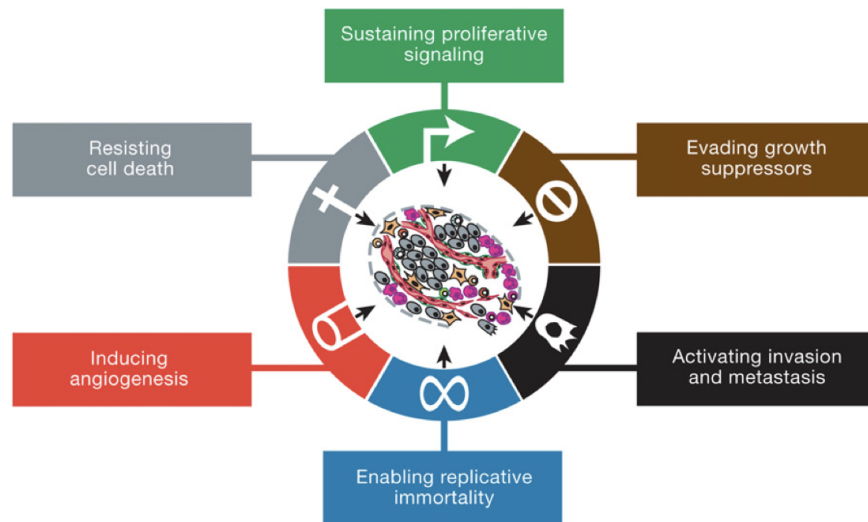 Sustaining proliferative
signaling
Resisting
cell death
Evading growth
suppressors
Inducing
angiogenesis
Activating invasion
and metastasis
Enabling replicative
immortality